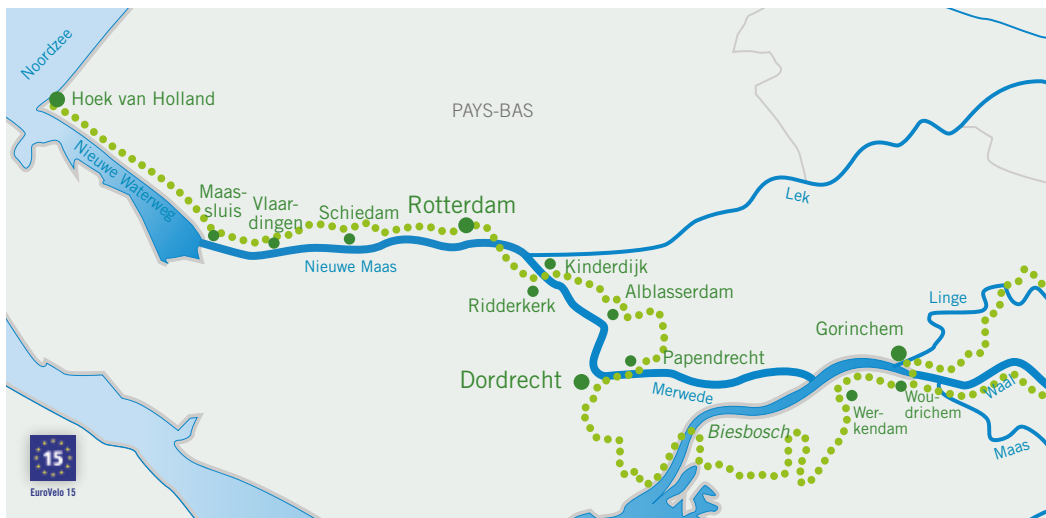 Noordzee
Hoek van Holland
PAYS-BAS
Nieuwe Waterweg
Maas-
sluis
Vlaar-
dingen
Schiedam
Rotterdam
Lek
Nieuwe Maas
Kinderdijk
Ridderkerk
Alblasserdam
Linge
Gorinchem
Papendrecht
Dordrecht
Merwede
Waal
Wer-
kendam
Wou-
drichem
Biesbosch
Maas
15
EuroVelo 15